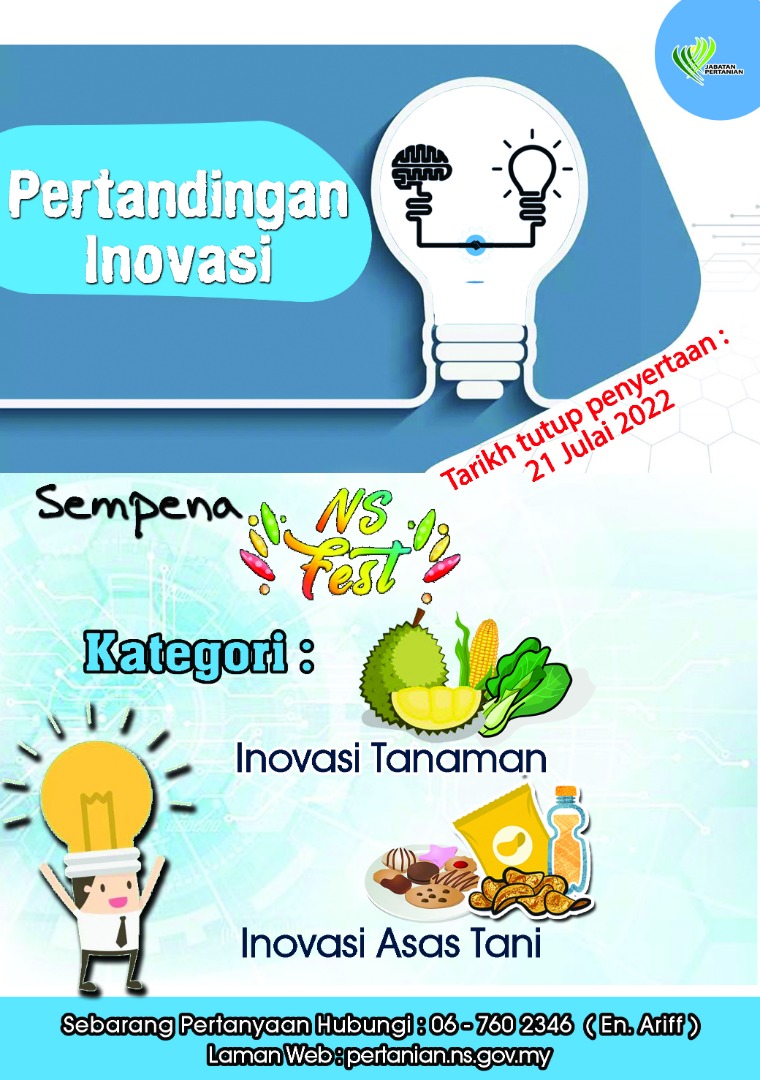 JABATAN
PERTANIAN
Pertandingan
Inovasi
Tarikh tutup penyertaan :
21 Julai 2022
Sempena
NS
Fest
Kategori :
Inovasi Tanaman
Inovasi Asas Tani
Sebarang Pertanyaan Hubungi : 06 - 760 2346 ( En. Ariff )
Laman Web : pertanian.ns.gov.my